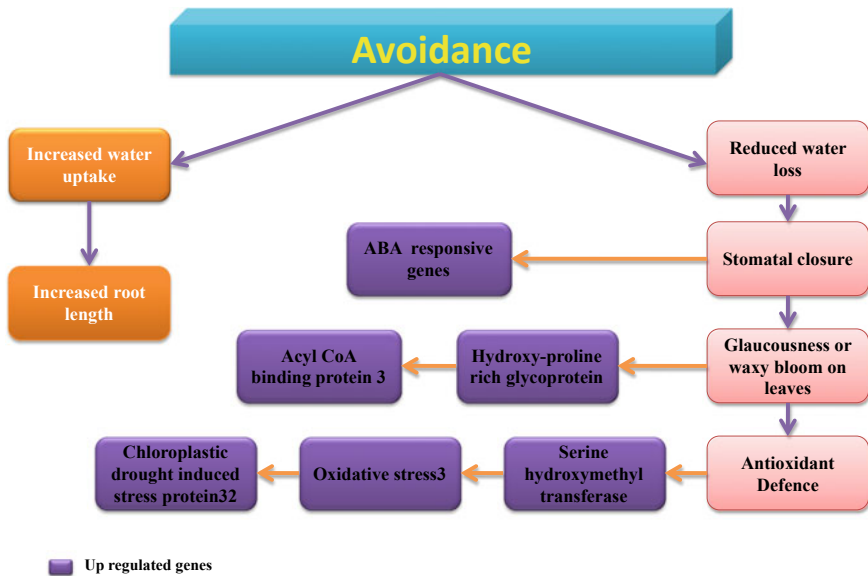 Avoidance
Increased water
uptake
Reduced water
loss
ABA responsive
genes
Stomatal closure
Increased root
length
Acyl CoA
binding protein 3
Hydroxy-proline
rich glycoprotein
Glaucousness or
waxy bloom on
leaves
Chloroplastic
drought induced
stress protein32
Oxidative stress3
Serine
hydroxymethyl
transferase
Antioxidant
Defence
Up regulated genes